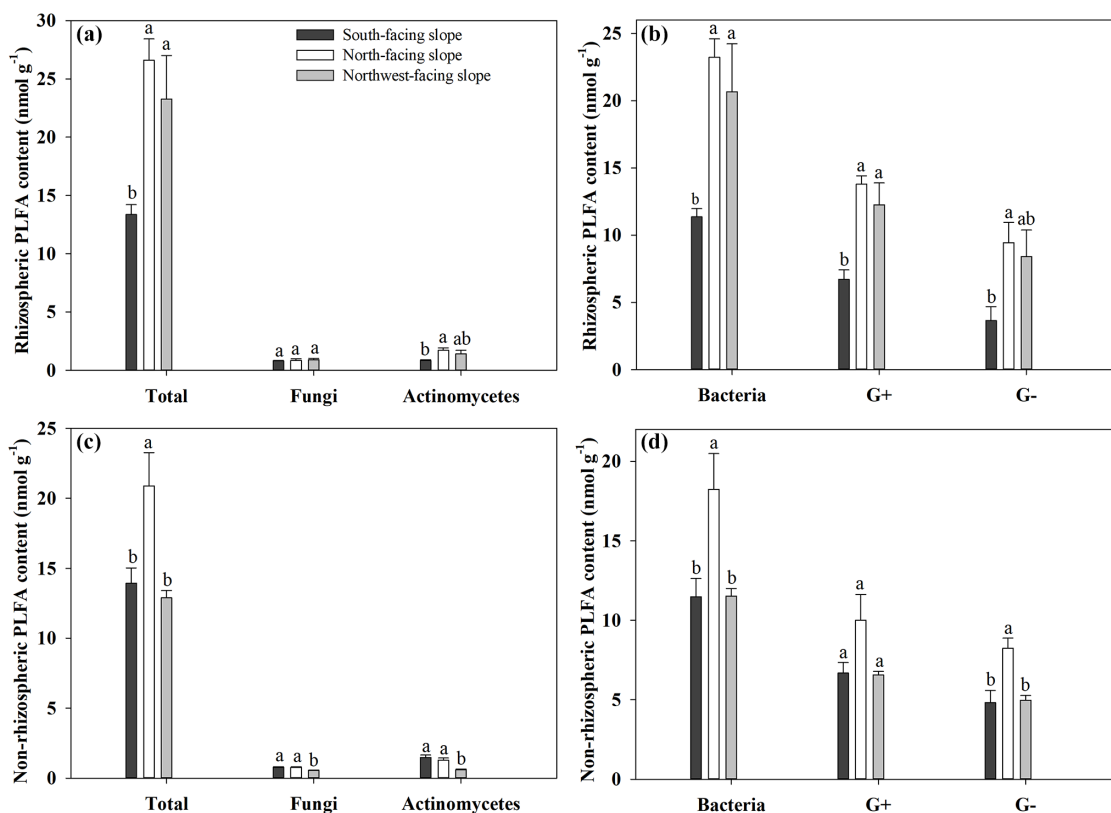 (a)
South-facing slope
North-facing slope
Northwest-facing slope
Rhizospheric PLFA content (nmol g⁻¹)
30
25
20
15
10
5
0
b a a
a a a
b a ab
Total Fungi Actinomycetes
(b)
Rhizospheric PLFA content (nmol g⁻¹)
25
20
15
10
5
0
b a a
b a a
b a ab
Bacteria G+ G-
(c)
Non-rhizospheric PLFA content (nmol g⁻¹)
25
20
15
10
5
0
b a b
a a b
a a b
Total Fungi Actinomycetes
(d)
Non-rhizospheric PLFA content (nmol g⁻¹)
20
15
10
5
0
b a b
a a a
b a b
Bacteria G+ G-